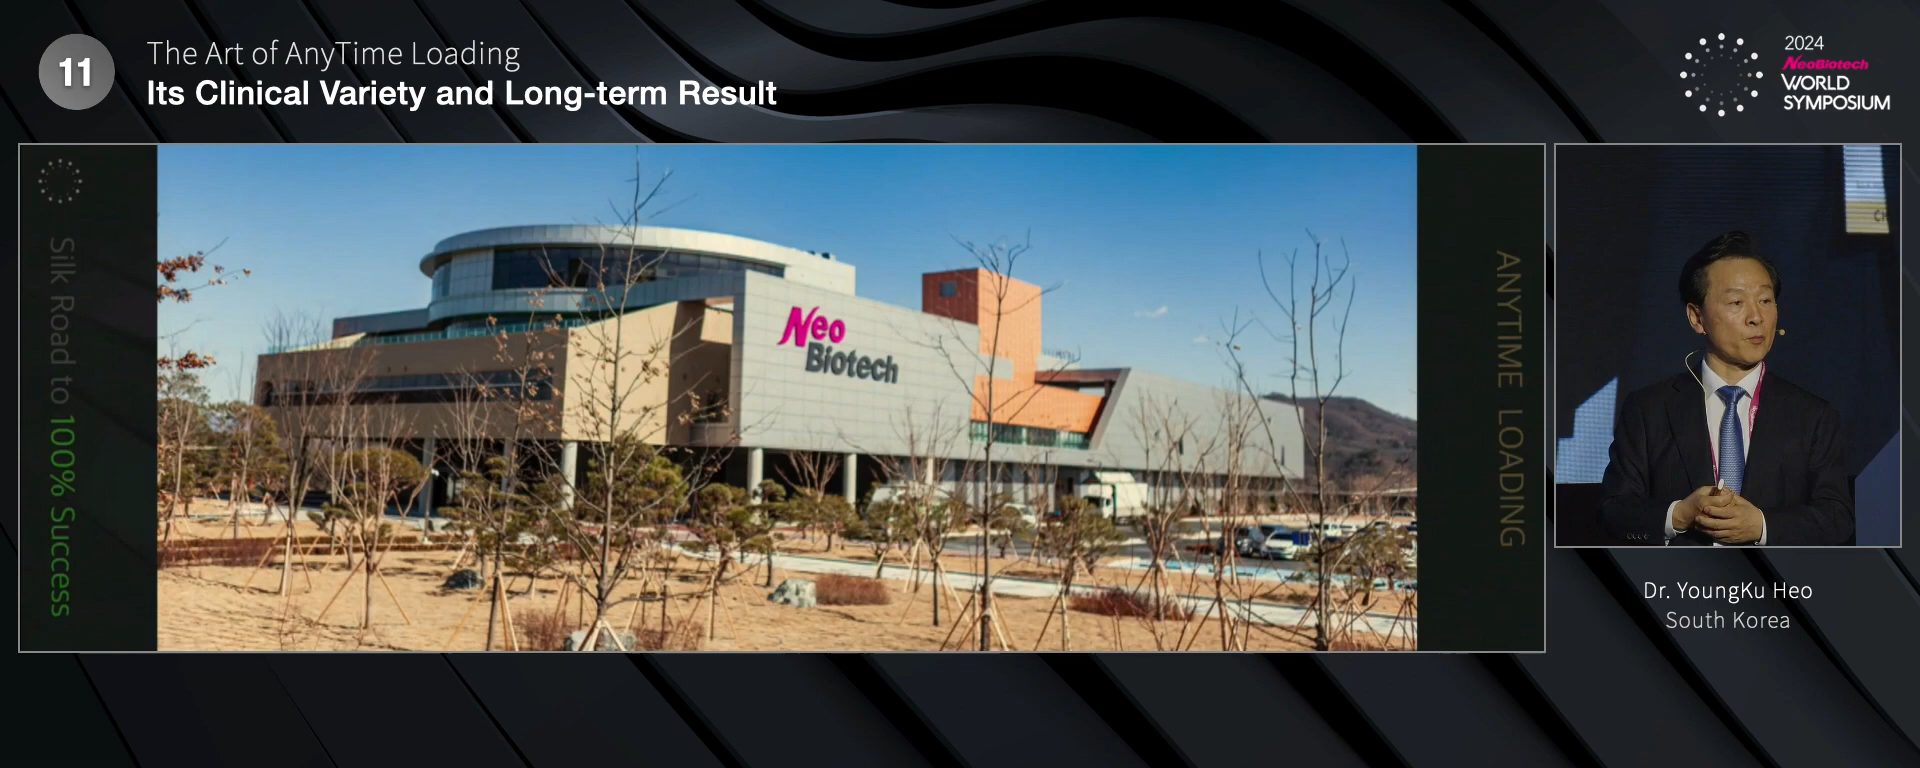 11
The Art of AnyTime Loading
Its Clinical Variety and Long-term Result
2024
NeoBiotech
WORLD
SYMPOSIUM
Silk Road to 100% Success
Neo
Biotech
ANYTIME LOADING
Dr. YoungKu Heo
South Korea